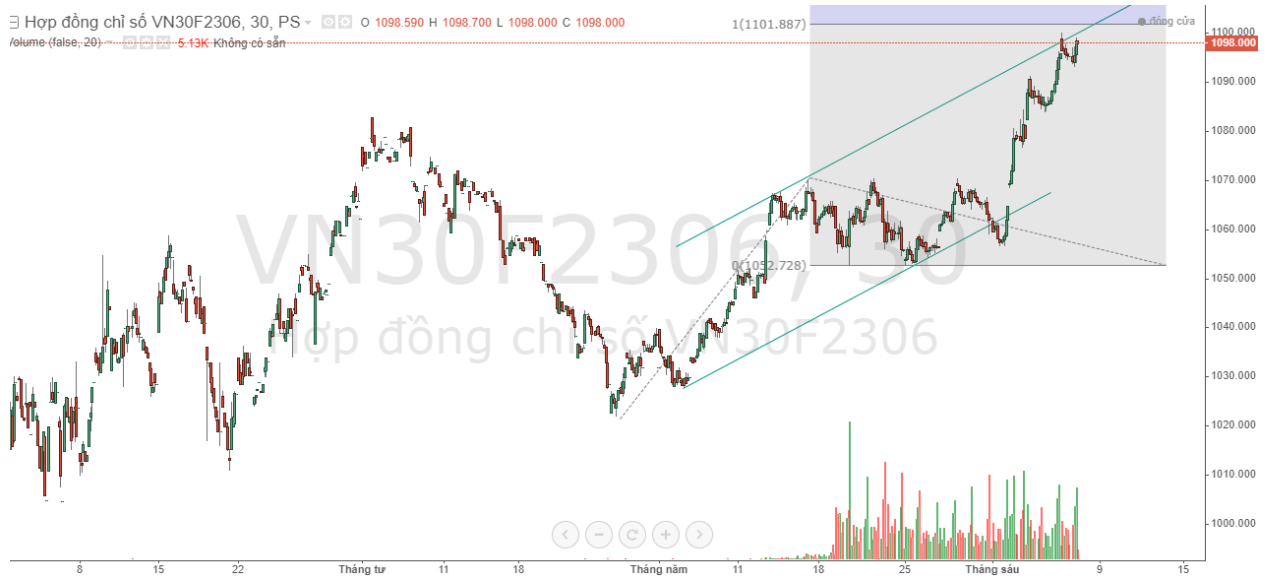 Hợp đồng chỉ số VN30F2306, 30, PS O 1098.590 H 1098.700 L 1098.000 C 1098.000
Volume (false, 20) 5.13K Không có sẵn
1(1101.887)
đóng cửa
1100.000
1098.000
1090.000
1080.000
1070.000
1060.000
0(1052.728)
1050.000
1040.000
1030.000
1020.000
1010.000
1000.000
VN30F2306, 30
Hợp đồng chỉ số VN30F2306
8 15 22 Tháng tư 11 18 Tháng năm 11 18 25 Tháng sáu 9 15